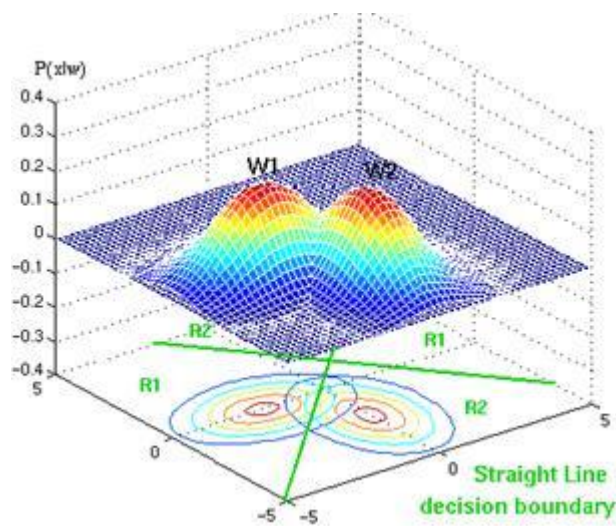 P(x|w)
0.4
0.3
0.2
0.1
0
-0.1
-0.2
-0.3
-0.4
W1
W2
R2
R1
R1
R2
5
0
-5
-5
0
5
Straight Line
decision boundary